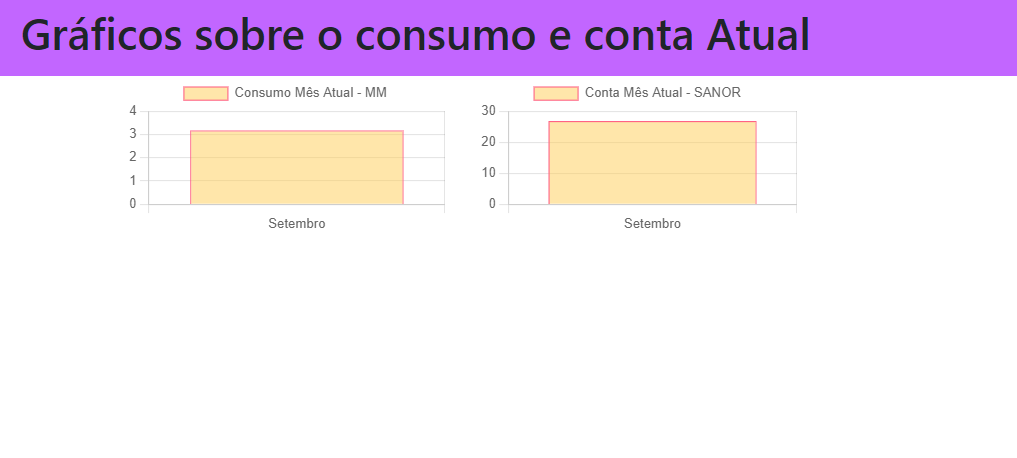 Gráficos sobre o consumo e conta Atual
Consumo Mês Atual - MM
4
3
2
1
0
Setembro
Conta Mês Atual - SANOR
30
20
10
0
Setembro